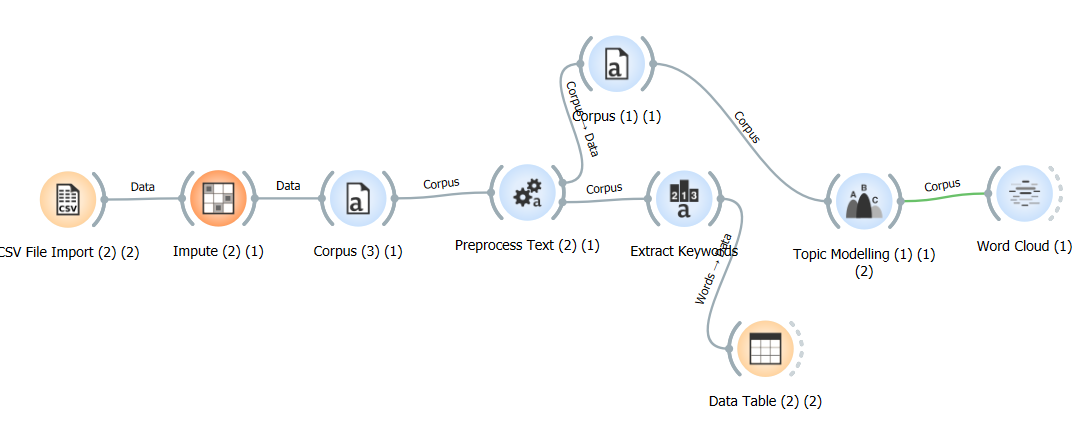 Corpus (1) (1)
Corpus → Data
Corpus
CSV
Data
Data
Corpus
Corpus
Corpus
a
a
a
213
a
A
B
C
CSV File Import (2) (2)
Impute (2) (1)
Corpus (3) (1)
Preprocess Text (2) (1)
Extract Keywords
Topic Modelling (1) (1)
(2)
Word Cloud (1)
Words → Data
Data Table (2) (2)